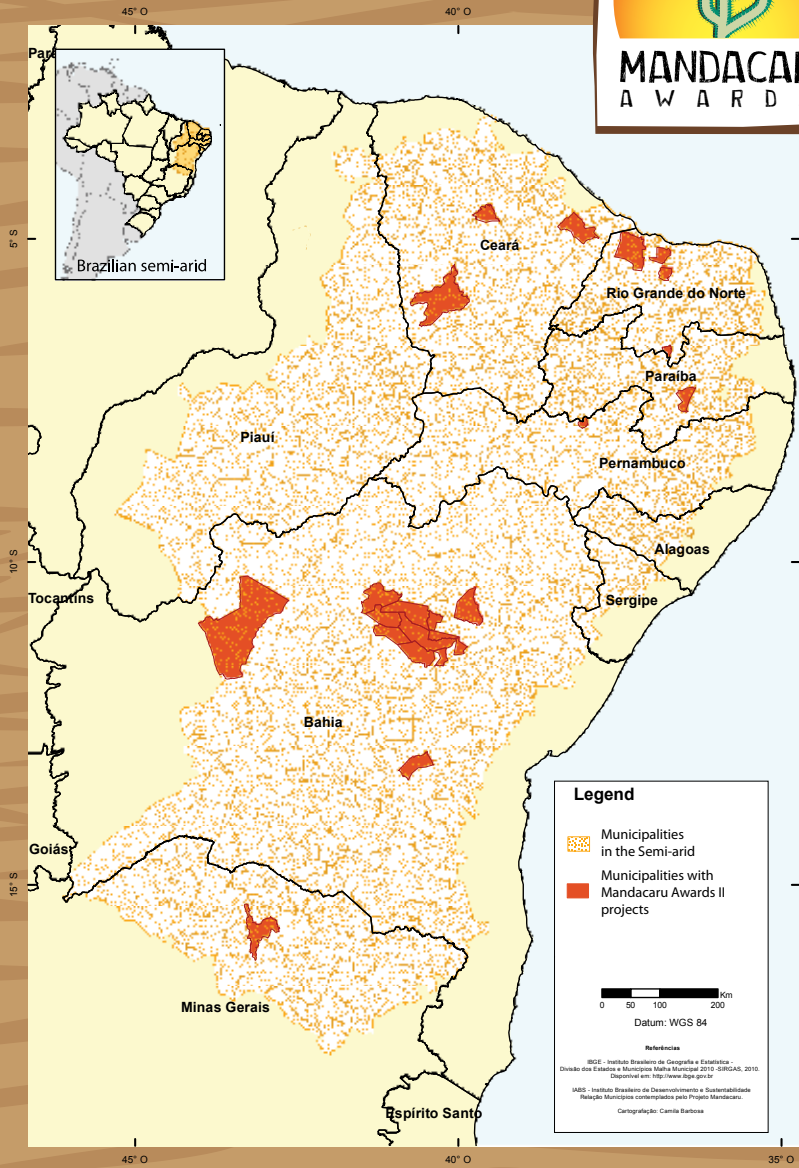 45° O
40° O
MANDACA
A W A R D
Brazilian semi-arid
5° S
Ceará
Rio Grande do Norte
Paraíba
Piauí
Pernambuco
Alagoas
10° S
Tocantins
Sergipe
Bahia
Goiás
15° S
Minas Gerais
Espírito Santo
Legend
Municipalities
in the Semi-arid
Municipalities with
Mandacaru Awards II
projects
Km
0 50 100 200
Datum: WGS 84
Referências
IBGE - Instituto Brasileiro de Geografia e Estatística -
Divisão dos Estados e Municípios Malha Municipal 2010 -SIRGAS, 2010.
Disponível em: http://www.ibge.gov.br
IABS - Instituto Brasileiro de Desenvolvimento e Sustentabilidade
Relação Municípios contemplados pelo Projeto Mandacaru.
Cartografação: Camila Barbosa
45° O
40° O
35° O